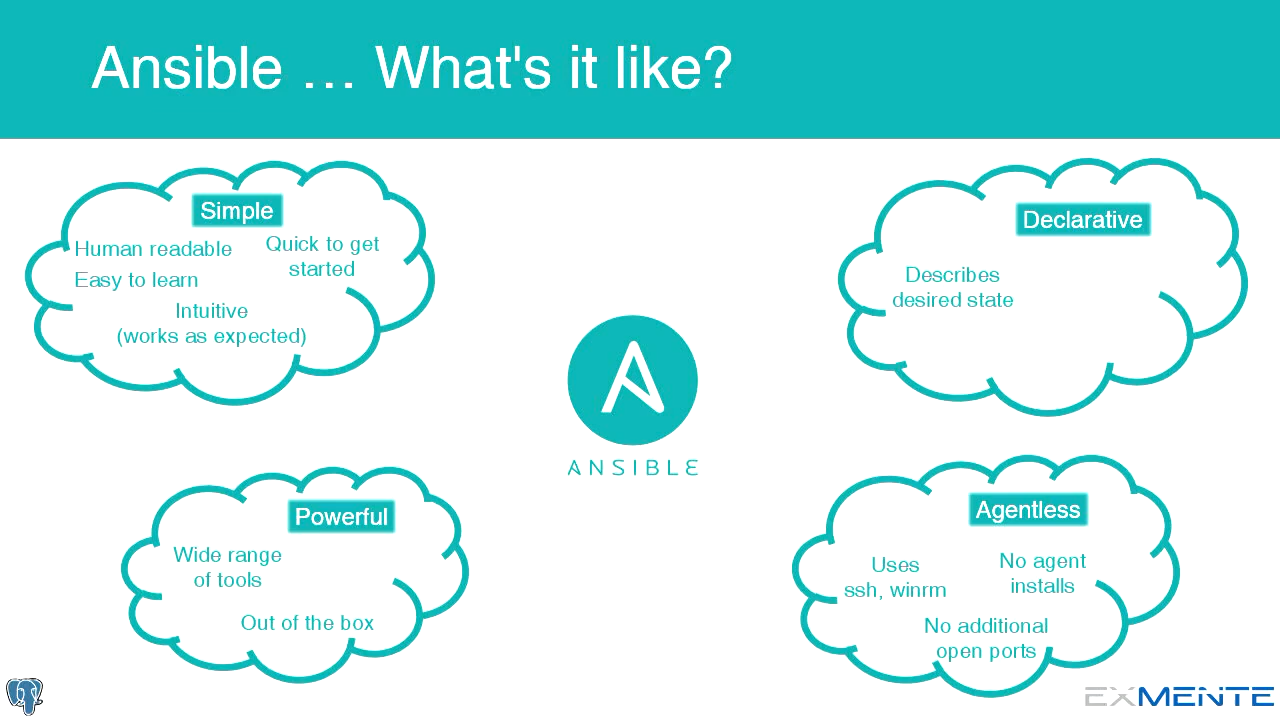 Ansible … What's it like?
Simple
Human readable
Easy to learn
Quick to get
started
Intuitive
(works as expected)
Declarative
Describes
desired state
ANSIBLE
Powerful
Wide range
of tools
Out of the box
Agentless
Uses
ssh, winrm
No agent
installs
No additional
open ports
EXMENTE